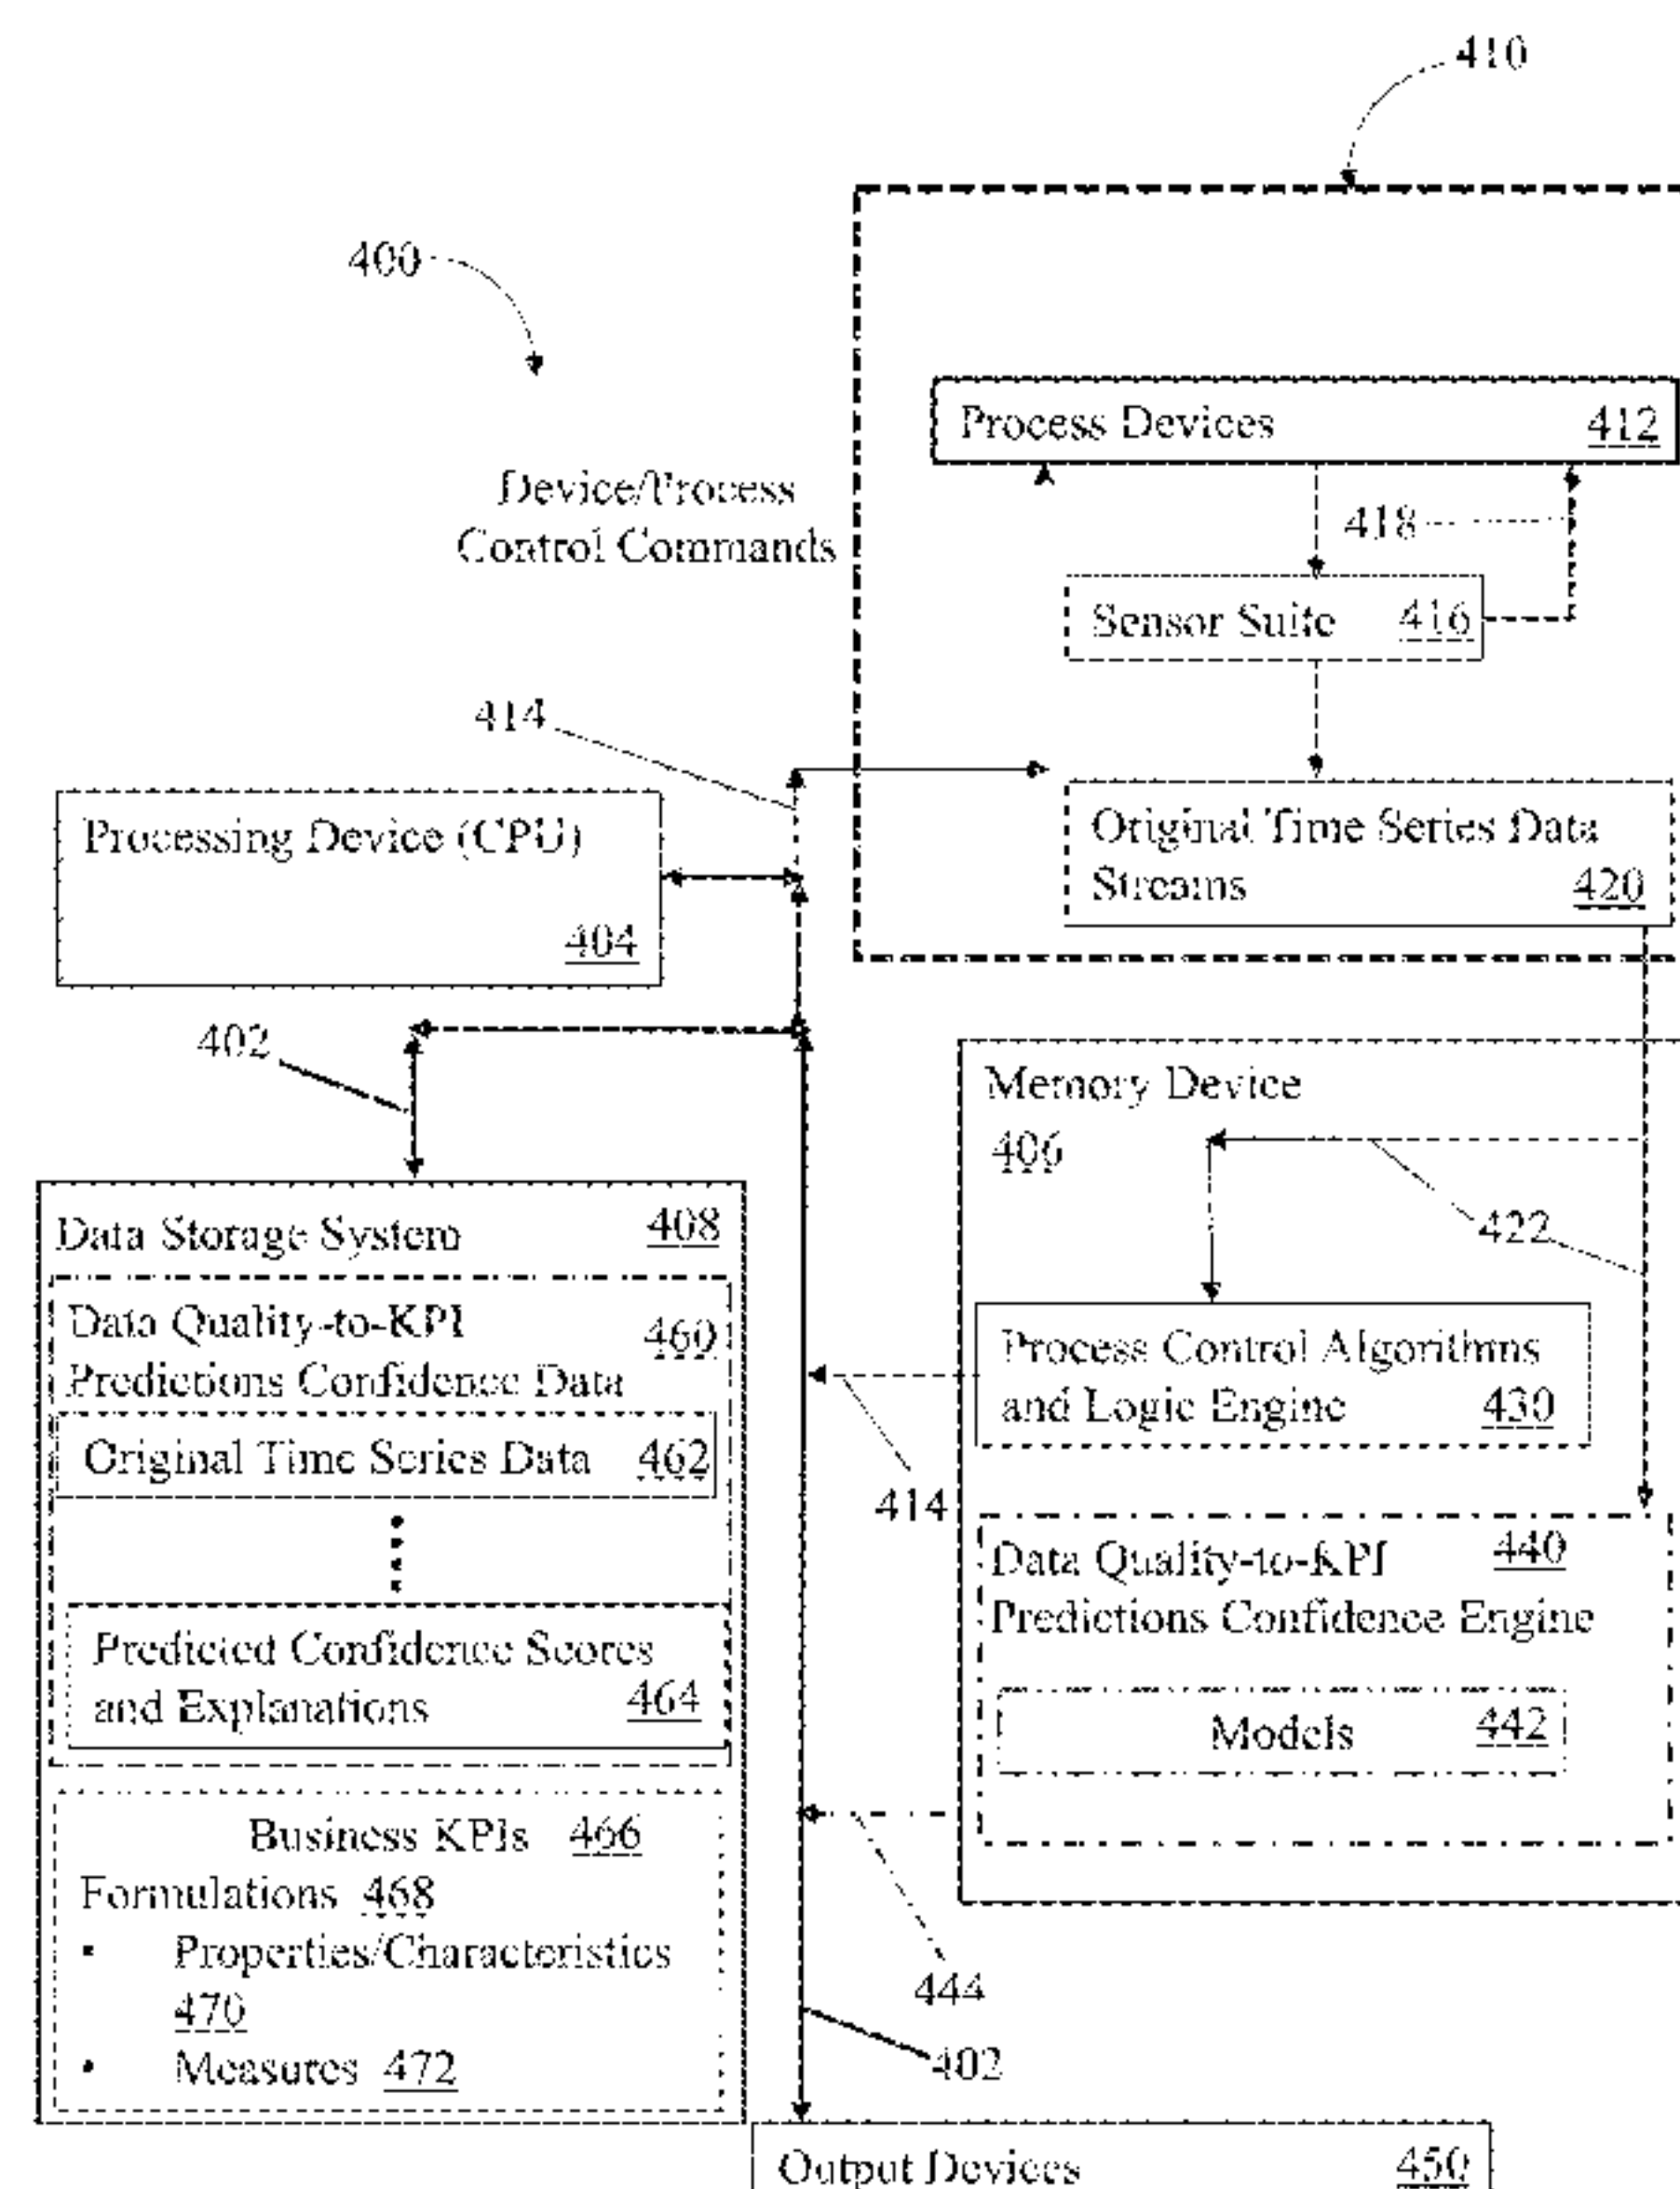 410
400
Process Devices 412
Device/Process
Control Commands
418
Sensor Suite 416
414
Processing Device (CPU)
404
Original Time Series Data
Streams 420
402
Memory Device
406
422
Data Storage System 408
Data Quality-to-KPI 460
Predictions Confidence Data
Original Time Series Data 462
Predicted Confidence Scores
and Explanations 464
Business KPIs 466
Formulations 468
• Properties/Characteristics
470
• Measures 472
Process Control Algorithms
and Logic Engine 430
414
Data Quality-to-KPI 440
Predictions Confidence Engine
Models 442
444
402
Output Devices 450